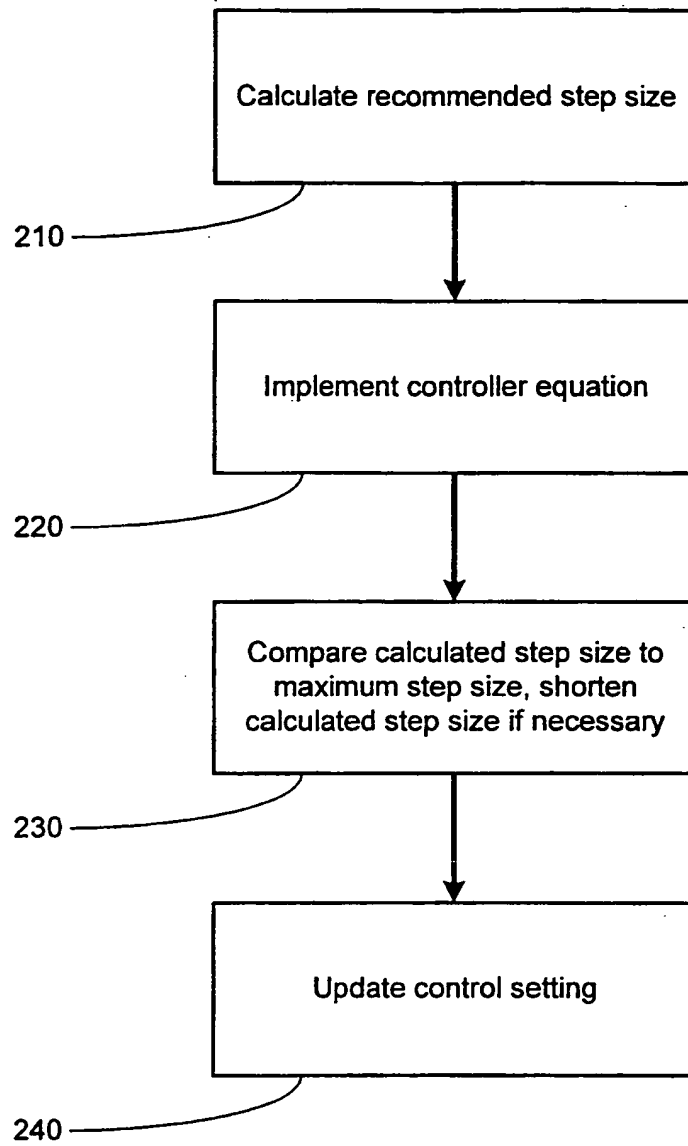 Calculate recommended step size
210
Implement controller equation
220
Compare calculated step size to
maximum step size, shorten
calculated step size if necessary
230
Update control setting
240